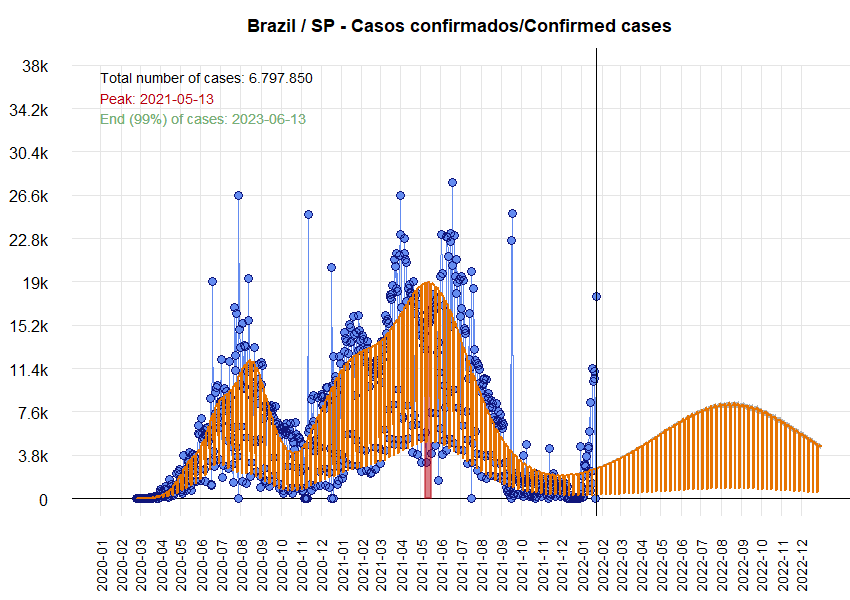 Brazil / SP - Casos confirmados/Confirmed cases
38k
Total number of cases: 6.797.850
Peak: 2021-05-13
34.2k
End (99%) of cases: 2023-06-13
30.4k
26.6k
22.8k
19k
15.2k
11.4k
7.6k
3.8k
0
2020-01
2020-02
2020-03
2020-04
2020-05
2020-06
2020-07
2020-08
2020-09
2020-10
2020-11
2020-12
2021-01
2021-02
2021-03
2021-04
2021-05
2021-06
2021-07
2021-08
2021-09
2021-10
2021-11
2021-12
2022-01
2022-02
2022-03
2022-04
2022-05
2022-06
2022-07
2022-08
2022-09
2022-10
2022-11
2022-12